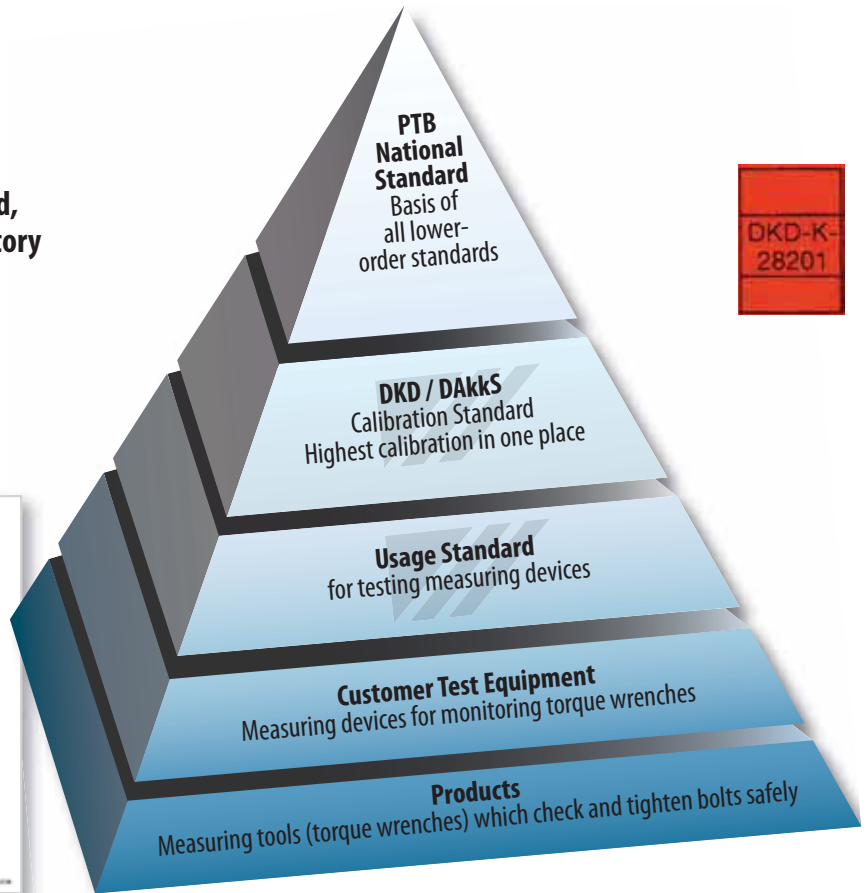 d,
tory
PTB
National
Standard
Basis of
all lower-
order standards
DKD-K-
28201
DKD / DAkkS
Calibration Standard
Highest calibration in one place
Usage Standard
for testing measuring devices
Customer Test Equipment
Measuring devices for monitoring torque wrenches
Products
Measuring tools (torque wrenches) which check and tighten bolts safely